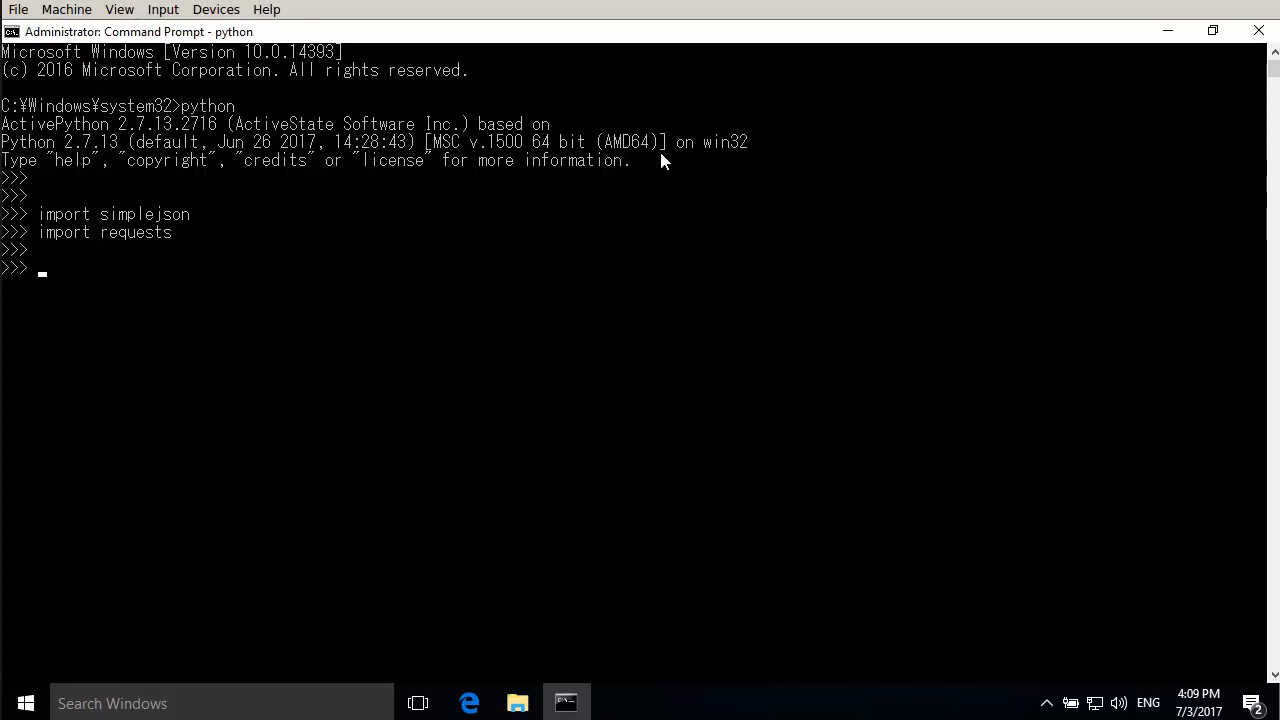 File Machine View Input Devices Help
Administrator: Command Prompt - python
Microsoft Windows [Version 10.0.14393]
(c) 2016 Microsoft Corporation. All rights reserved.
C:¥Windows¥system32>python
ActivePython 2.7.13.2716 (ActiveState Software Inc.) based on
Python 2.7.13 (default, Jun 26 2017, 14:28:43) [MSC v.1500 64 bit (AMD64)] on win32
Type "help", "copyright", "credits" or "license" for more information.
>>>
>>>
>>> import simplejson
>>> import requests
>>>
>>>
Search Windows
ENG
4:09 PM
7/3/2017
2